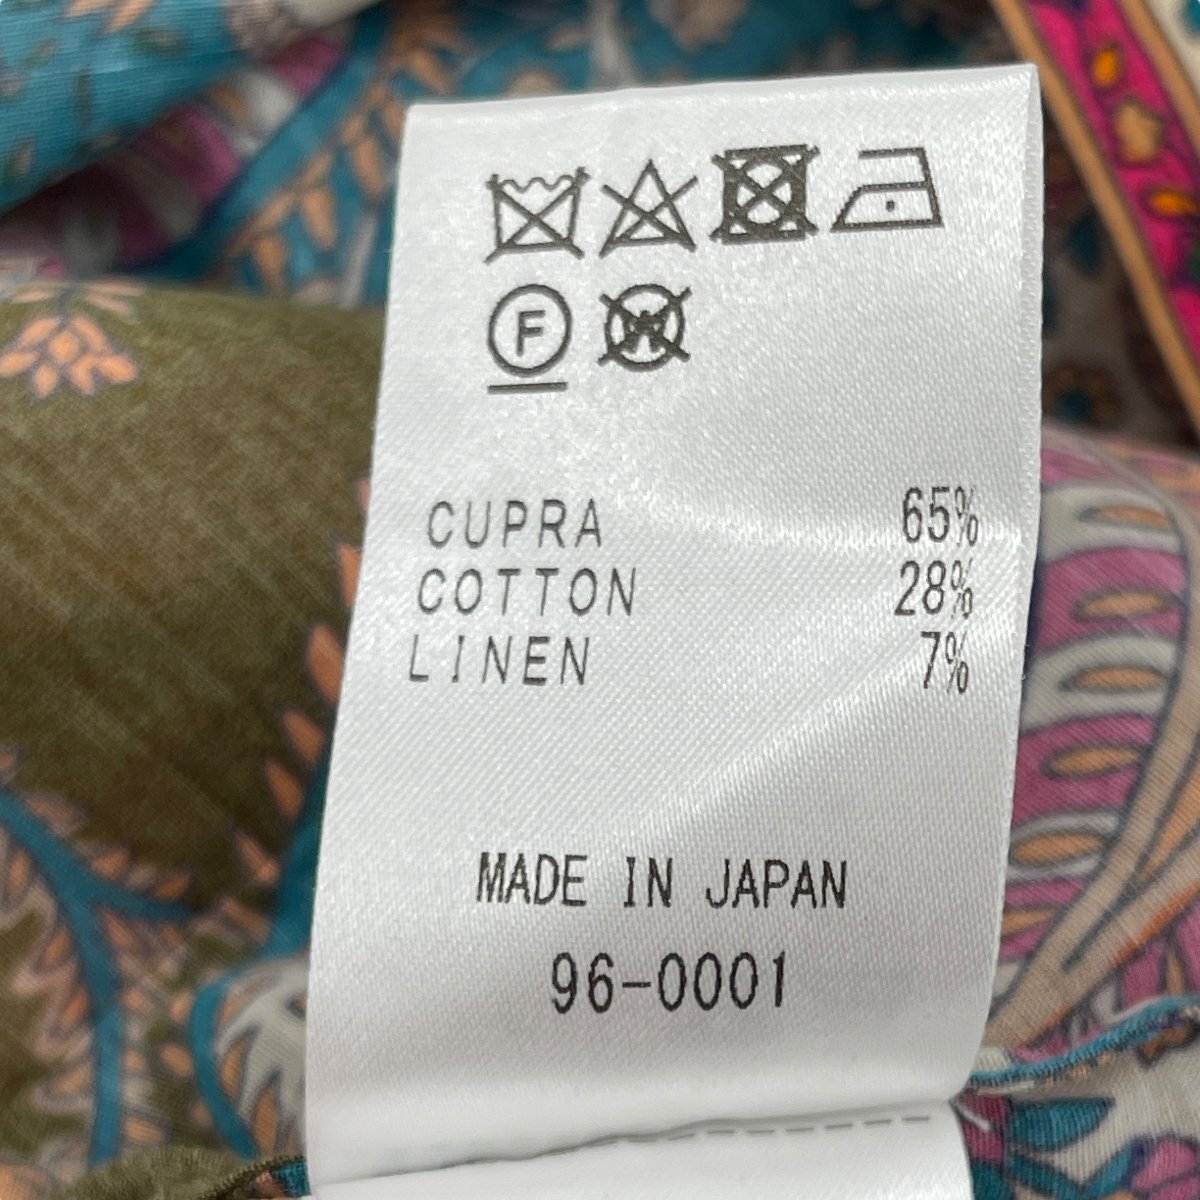 F W
CUPRA 65%
COTTON 28%
LINEN 7%
MADE IN JAPAN
96-0001